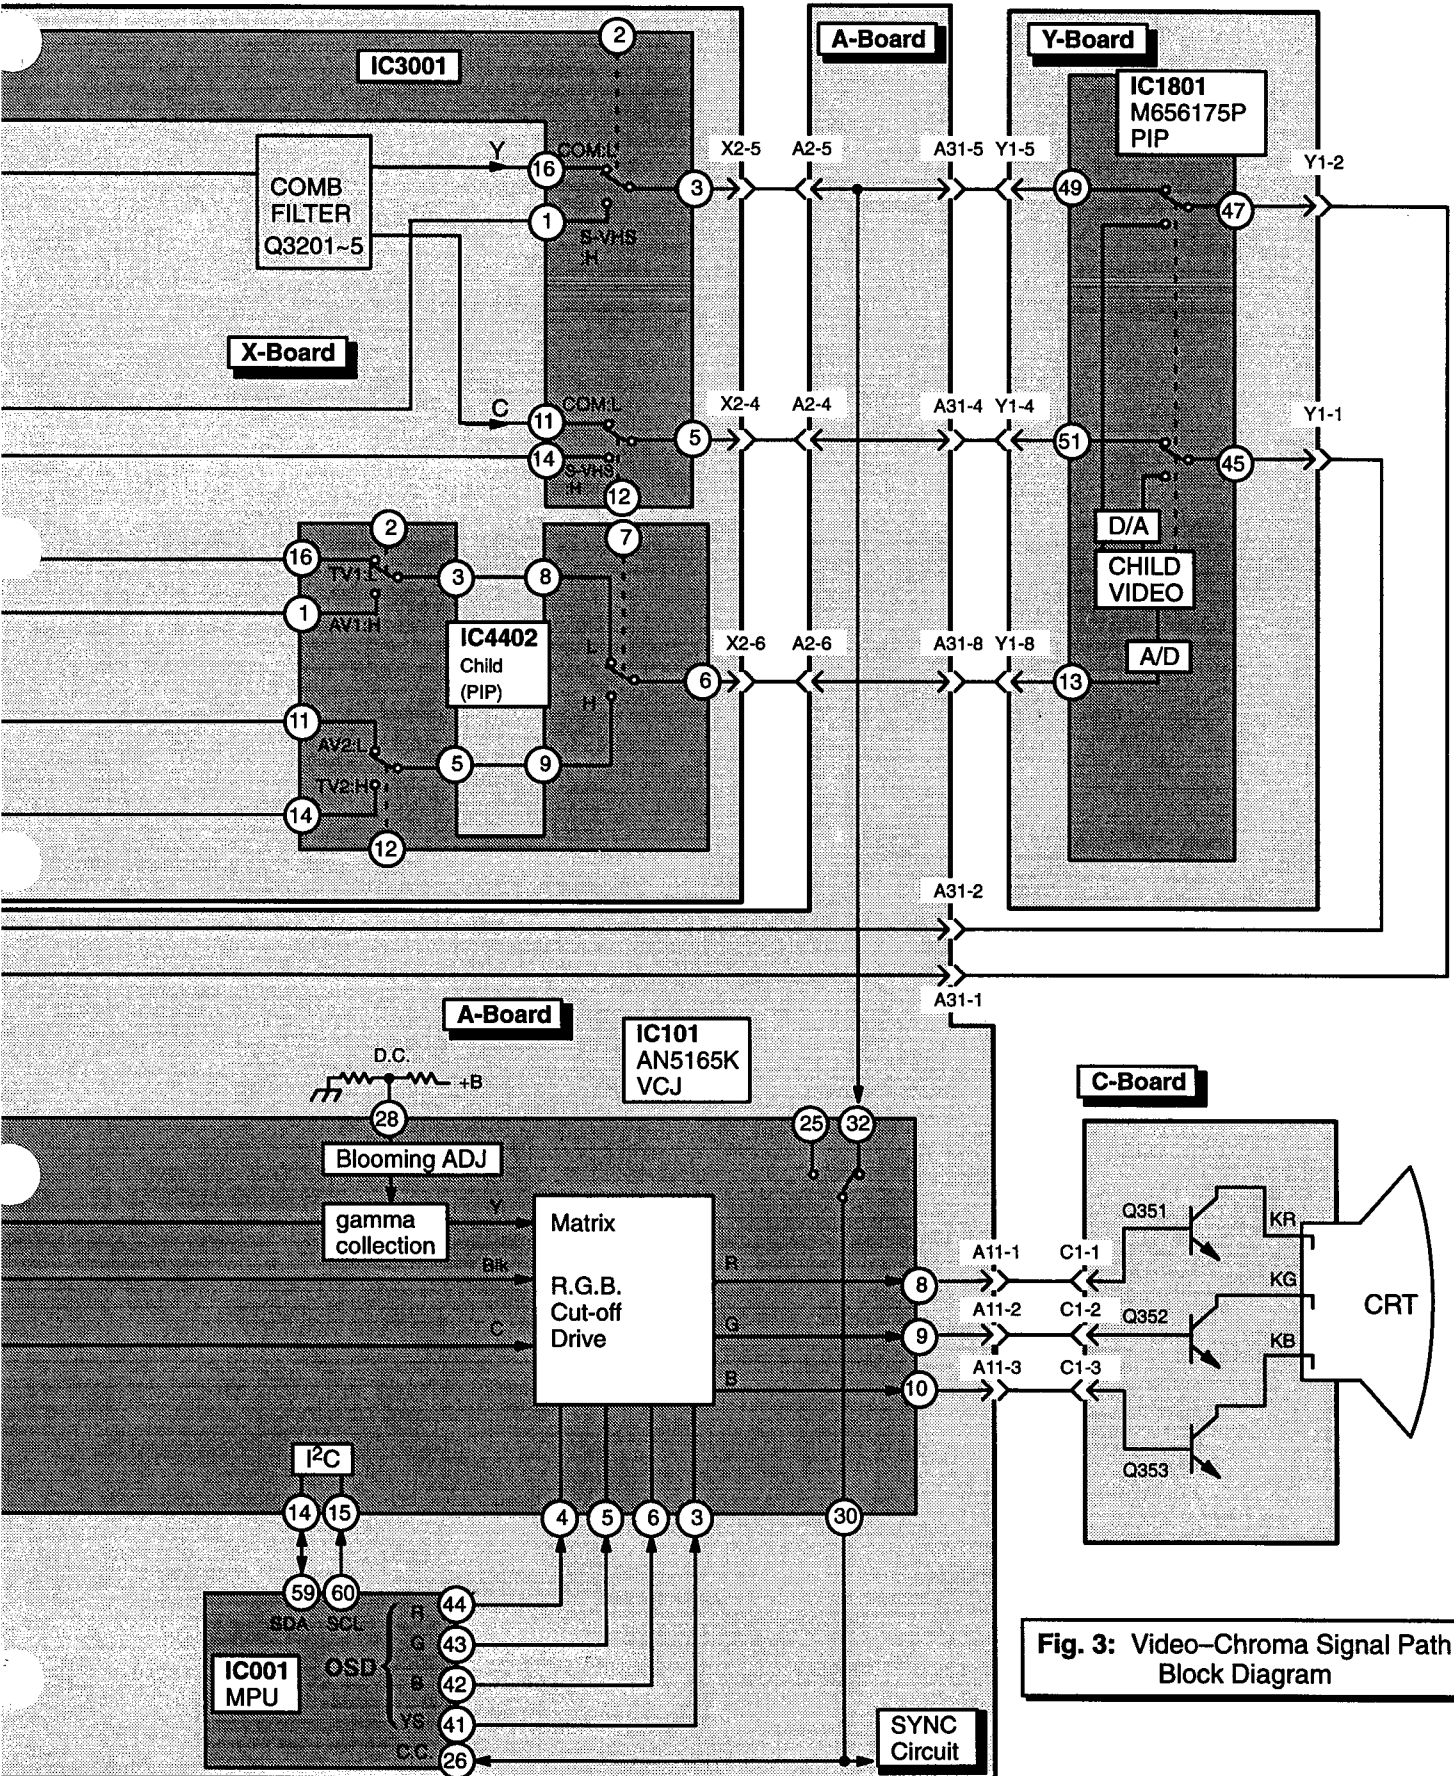 2
IC3001
A-Board
Y-Board
IC1801
M656175P
PIP
COMB
FILTER
Q3201~5
Y
16
COM:L
3
X2-5
A2-5
A31-5
Y1-5
49
47
Y1-2
1
S-VHS
:H
X-Board
C
11
COM:L
5
X2-4
A2-4
A31-4
Y1-4
51
45
Y1-1
14
S-VHS
:H
12
D/A
CHILD
VIDEO
A/D
2
16
TV1:L
3
8
7
1
AV1:H
IC4402
Child
(PIP)
L
H
6
X2-6
A2-6
A31-8
Y1-8
13
11
AV2:L
5
9
TV2:H
14
12
A31-2
A31-1
A-Board
D.C.
+B
IC101
AN5165K
VCJ
C-Board
28
25
32
Blooming ADJ
gamma
collection
Y
Blk
C
Matrix
R.G.B.
Cut-off
Drive
R
8
A11-1
C1-1
G
9
A11-2
C1-2
B
10
A11-3
C1-3
Q351
KR
KG
Q352
KB
Q353
CRT
I²C
14
15
4
5
6
3
30
59
60
SDA
SCL
IC001
MPU
OSD
R
44
G
43
B
42
YS
41
C.C.
26
SYNC
Circuit
Fig. 3: Video–Chroma Signal Path
Block Diagram